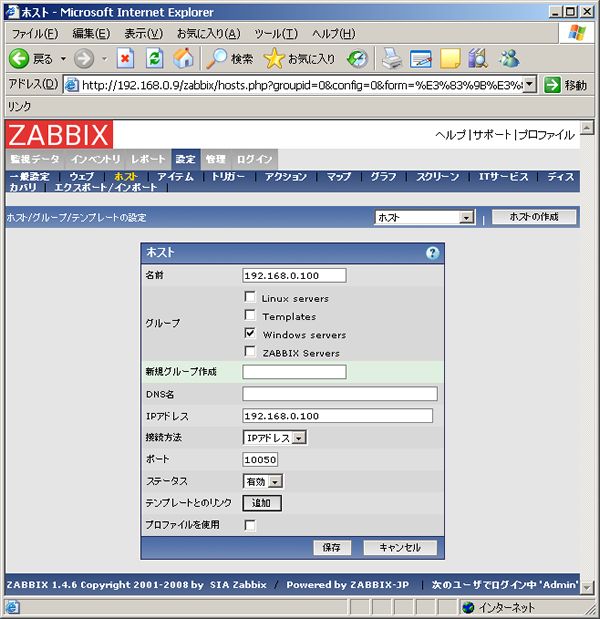 ホスト - Microsoft Internet Explorer
ファイル(F) 編集(E) 表示(V) お気に入り(A) ツール(T) ヘルプ(H)
戻る 検索 お気に入り
アドレス(D) http://192.168.0.9/zabbix/hosts.php?groupid=0&config=0&form=%E3%83%9B%E3% 移動
リンク
ZABBIX ヘルプ|サポート|プロファイル
監視データ インベントリ レポート 設定 管理 ログイン
一般設定 | ウェブ | ホスト | アイテム | トリガー | アクション | マップ | グラフ | スクリーン | ITサービス | ディス
カバリ | エクスポート/インポート |
ホスト/グループ/テンプレートの設定 ホスト | ホストの作成
ホスト ?
名前 192.168.0.100
グループ
Linux servers
Templates
Windows servers
ZABBIX Servers
新規グループ作成
DNS名
IPアドレス 192.168.0.100
接続方法 IPアドレス
ポート 10050
ステータス 有効
テンプレートとのリンク 追加
プロファイルを使用
保存 キャンセル
ZABBIX 1.4.6 Copyright 2001-2008 by SIA Zabbix / Powered by ZABBIX-JP | 次のユーザでログイン中 'Admin'
インターネット